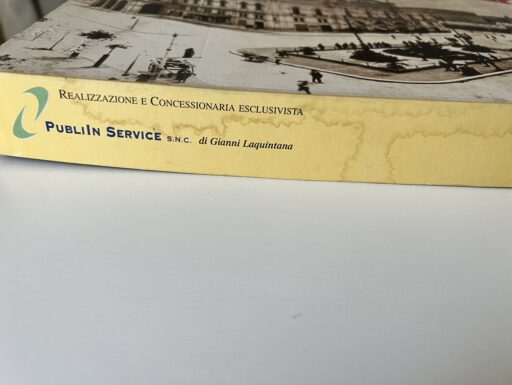 REALIZZAZIONE E CONCESSIONARIA ESCLUSIVISTA
PUBLIIN SERVICE S.N.C. di Gianni Laquintana